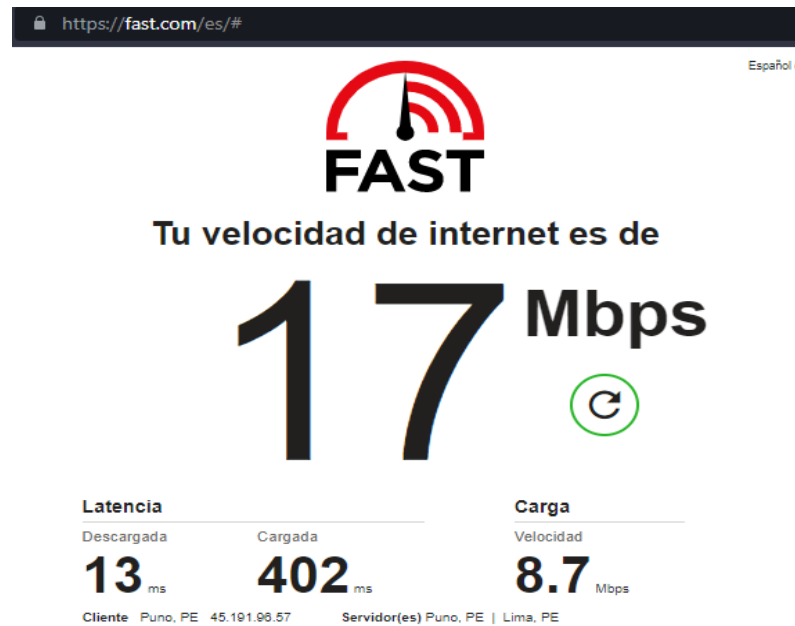 https://fast.com/es/#
Español
FAST
Tu velocidad de internet es de
17 Mbps
Latencia
Carga
Descargada
Cargada
Velocidad
13 ms
402 ms
8.7 Mbps
Cliente Puno, PE 45.191.96.57 Servidor(es) Puno, PE | Lima, PE